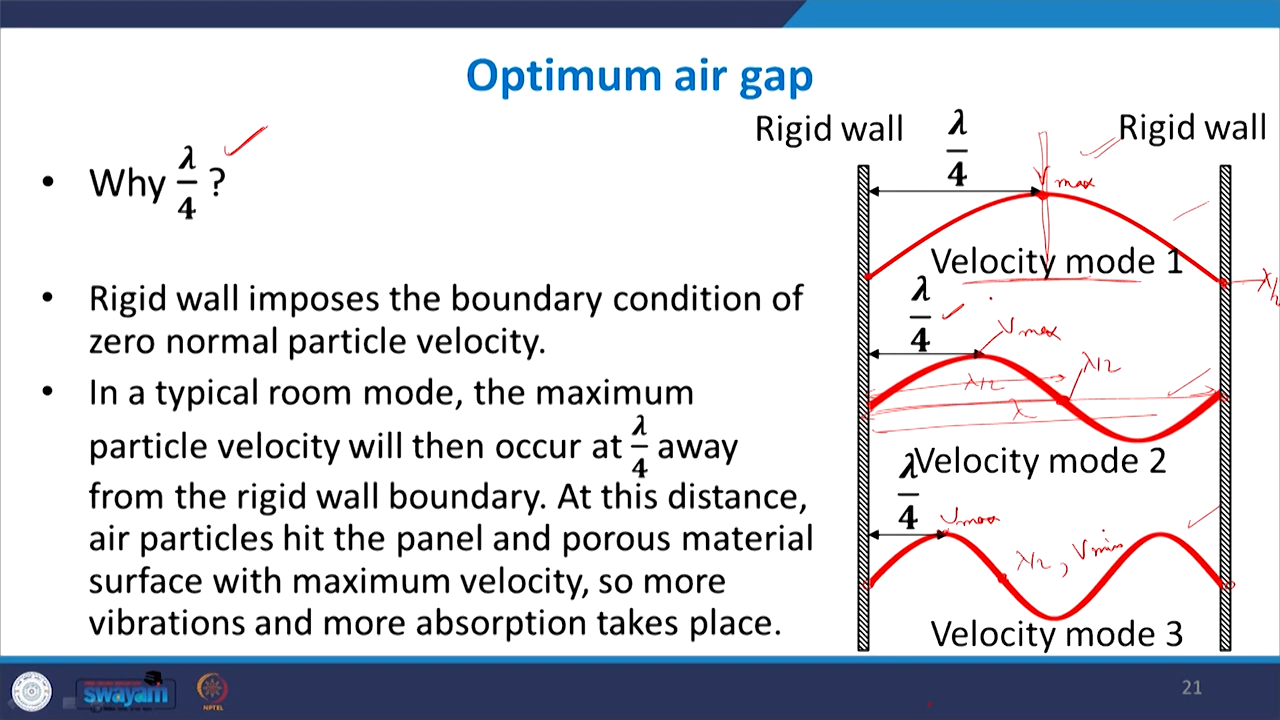 Optimum air gap
• Why λ/4 ?
• Rigid wall imposes the boundary condition of
zero normal particle velocity.
• In a typical room mode, the maximum
particle velocity will then occur at λ/4 away
from the rigid wall boundary. At this distance,
air particles hit the panel and porous material
surface with maximum velocity, so more
vibrations and more absorption takes place.
Rigid wall
λ/4
Rigid wall
Vmax
Velocity mode 1
λ/4
Vmax
λ/2
λ/2
λ
Velocity mode 2
λ/4
Vmax
λ/2, Vmin
Velocity mode 3
swayam
NPTEL
21